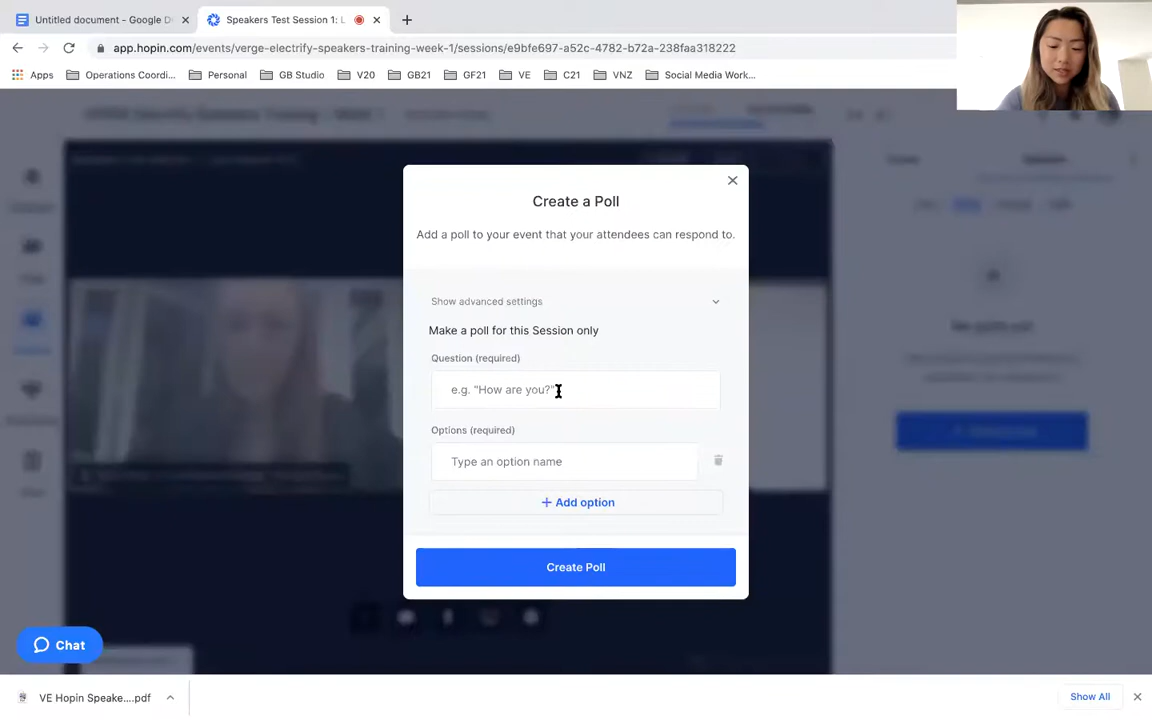 Untitled document - Google D
Speakers Test Session 1: L
app.hopin.com/events/verge-electrify-speakers-training-week-1/sessions/e9bfe697-a52c-4782-b72a-238faa318222
Apps
Operations Coordi...
Personal
GB Studio
V20
GB21
GF21
VE
C21
VNZ
Social Media Work...
Create a Poll
Add a poll to your event that your attendees can respond to.
Show advanced settings
Make a poll for this Session only
Question (required)
e.g. "How are you?"
Options (required)
Type an option name
+ Add option
Create Poll
Chat
VE Hopin Speake....pdf
Show All